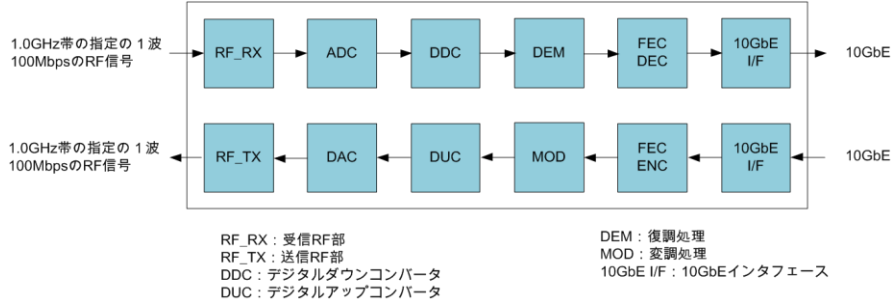 1.0GHz帯の指定の１波
100MbpsのRF信号
RF_RX
ADC
DDC
DEM
FEC
DEC
10GbE
I/F
10GbE
1.0GHz帯の指定の１波
100MbpsのRF信号
RF_TX
DAC
DUC
MOD
FEC
ENC
10GbE
I/F
10GbE
RF_RX：受信RF部
RF_TX：送信RF部
DDC：デジタルダウンコンバータ
DUC：デジタルアップコンバータ
DEM：復調処理
MOD：変調処理
10GbE I/F：10GbEインタフェース